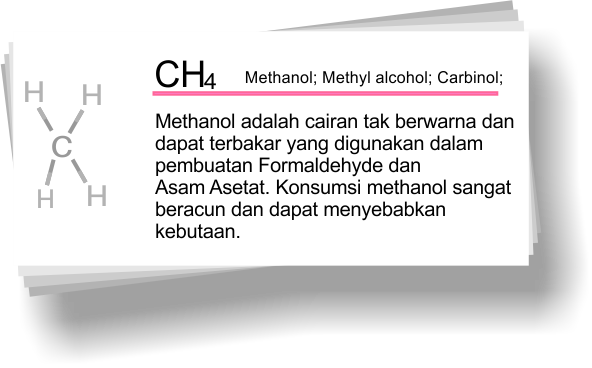 CH4 Methanol; Methyl alcohol; Carbinol;
Methanol adalah cairan tak berwarna dan
dapat terbakar yang digunakan dalam
pembuatan Formaldehyde dan
Asam Asetat. Konsumsi methanol sangat
beracun dan dapat menyebabkan
kebutaan.
H H
C
H H